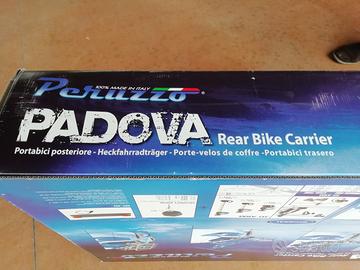 Peruzzo
100% MADE IN ITALY
PADOVA Rear Bike Carrier
Portabici posteriore - Heckfahrradträger - Porte-velos de coffre - Portabici trasero